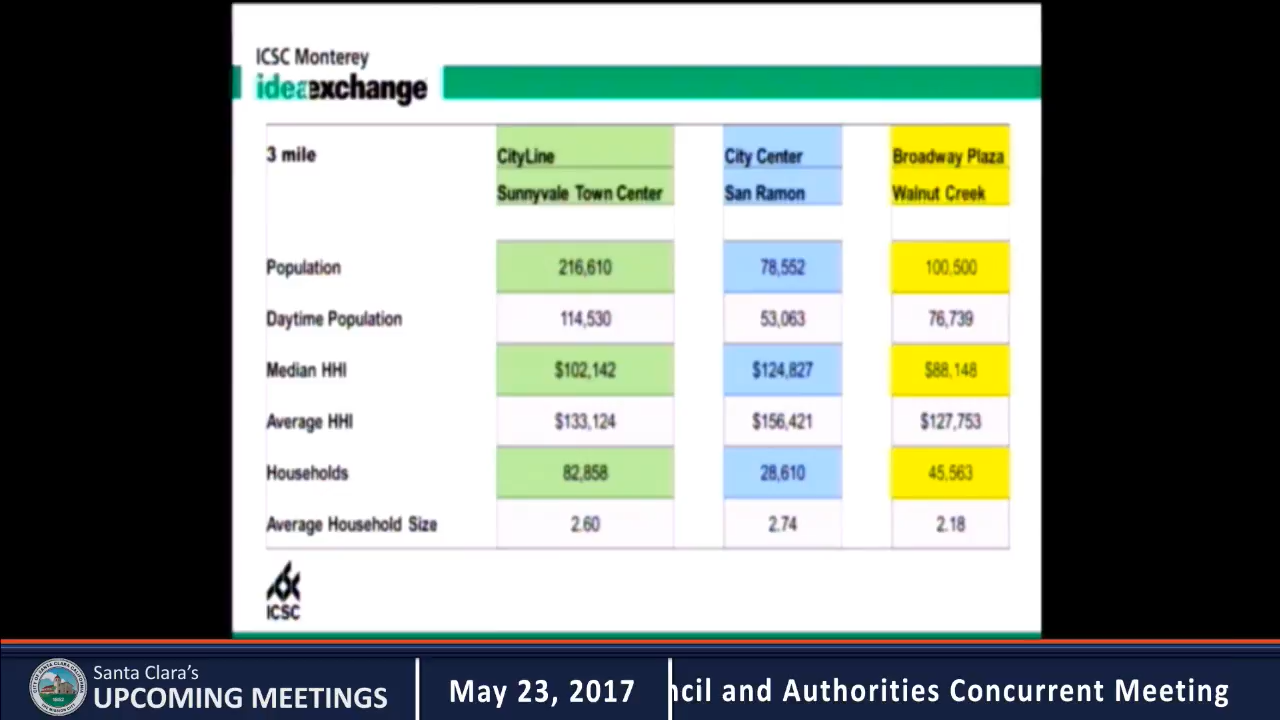 ICSC Monterey
ideaexchange
3 mile CityLine City Center Broadway Plaza
Sunnyvale Town Center San Ramon Walnut Creek
Population 216,610 78,552 100,500
Daytime Population 114,530 53,063 76,739
Median HHI $102,142 $124,827 $88,148
Average HHI $133,124 $156,421 $127,753
Households 82,858 28,610 45,563
Average Household Size 2.60 2.74 2.18
ICSC
Santa Clara's
UPCOMING MEETINGS
May 23, 2017
ncil and Authorities Concurrent Meeting